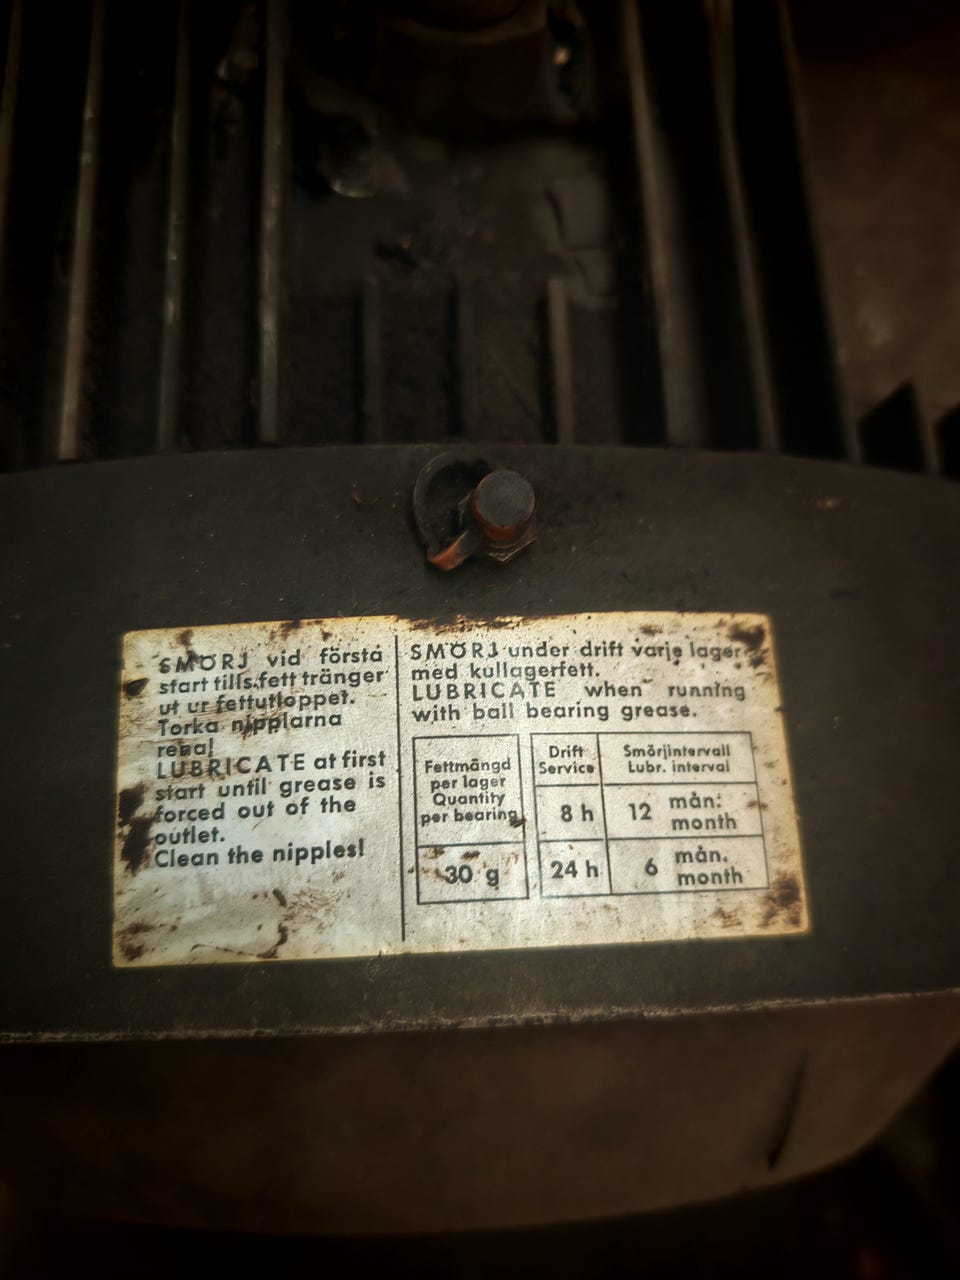 SMÖRJ vid förstå
start tills.fett tränger
ut ur fettutloppet.
Torka nipplarna
rena!
LUBRICATE at first
start until grease is
forced out of the
outlet.
Clean the nipples!
SMÖRJ under drift varje lager
med kullagerfett.
LUBRICATE when running
with ball bearing grease.
Fettmängd
per lager
Quantity
per bearing
30 g
Drift
Service
Smörjintervall
Lubr. interval
8 h
12 mån.
month
24 h
6 mån.
month